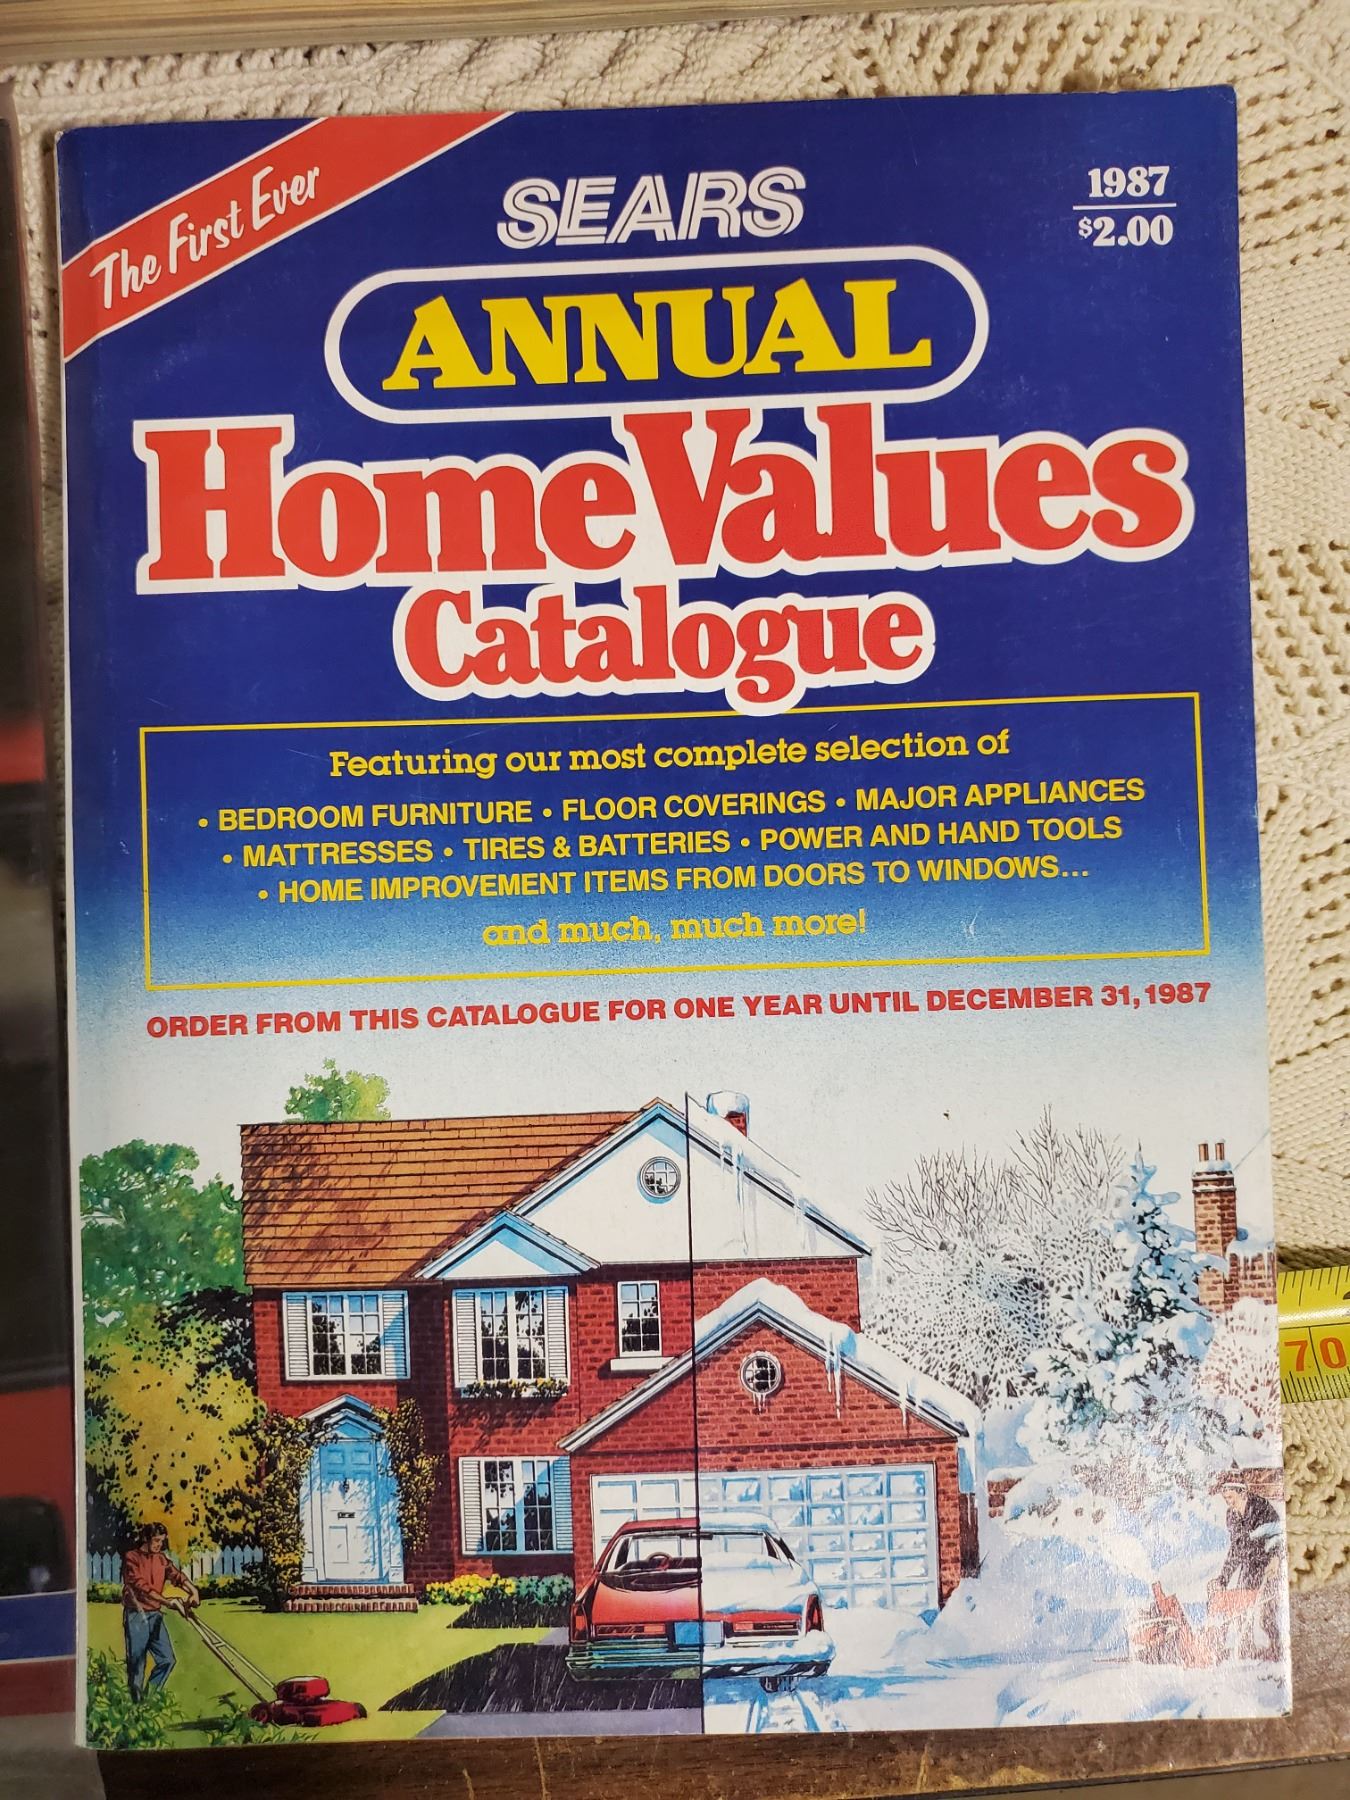 The First Ever
SEARS
1987
$2.00
ANNUAL
HomeValues
Catalogue
Featuring our most complete selection of
• BEDROOM FURNITURE • FLOOR COVERINGS • MAJOR APPLIANCES
• MATTRESSES • TIRES & BATTERIES • POWER AND HAND TOOLS
• HOME IMPROVEMENT ITEMS FROM DOORS TO WINDOWS...
and much, much more!
ORDER FROM THIS CATALOGUE FOR ONE YEAR UNTIL DECEMBER 31, 1987
70